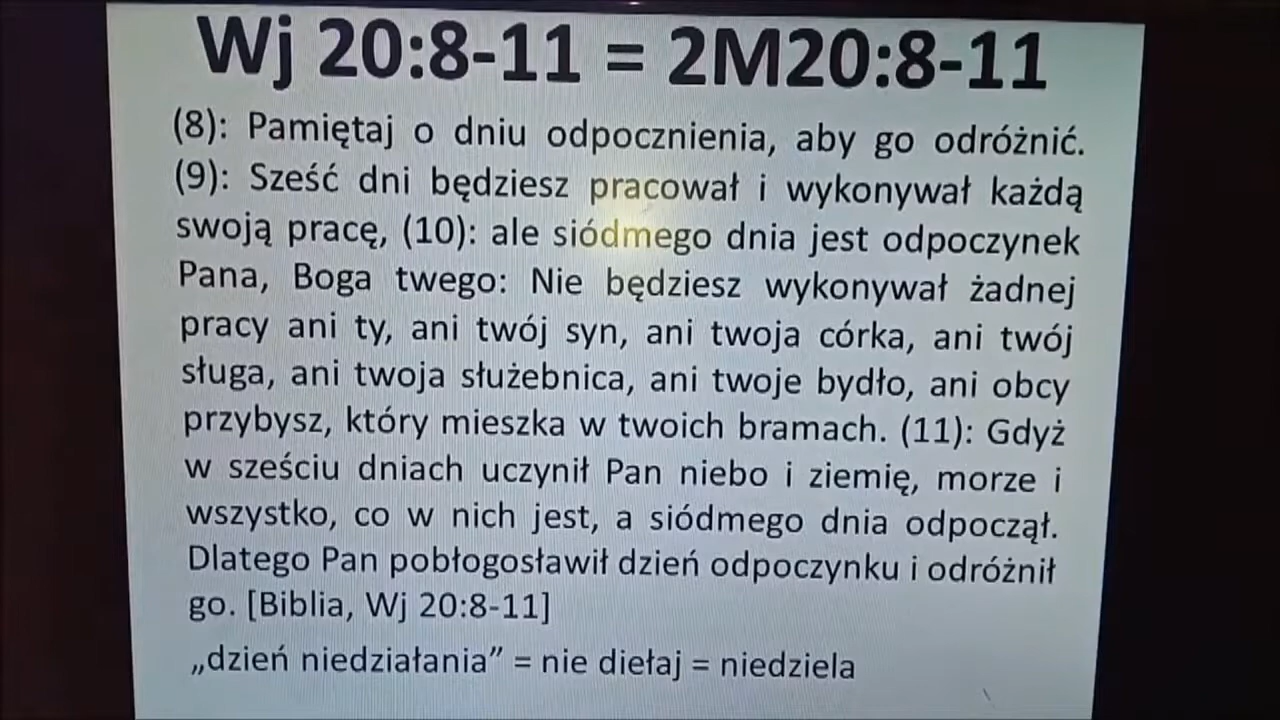 Wj 20:8-11 = 2M20:8-11
(8): Pamiętaj o dniu odpocznienia, aby go odróżnić.
(9): Sześć dni będziesz pracował i wykonywał każdą
swoją pracę, (10): ale siódmego dnia jest odpoczynek
Pana, Boga twego: Nie będziesz wykonywał żadnej
pracy ani ty, ani twój syn, ani twoja córka, ani twój
sługa, ani twoja służebnica, ani twoje bydło, ani obcy
przybysz, który mieszka w twoich bramach. (11): Gdyż
w sześciu dniach uczynił Pan niebo i ziemię, morze i
wszystko, co w nich jest, a siódmego dnia odpoczął.
Dlatego Pan pobłogosławił dzień odpoczynku i odróżnił
go. [Biblia, Wj 20:8-11]
„dzień niedziałania” = nie diełaj = niedziela